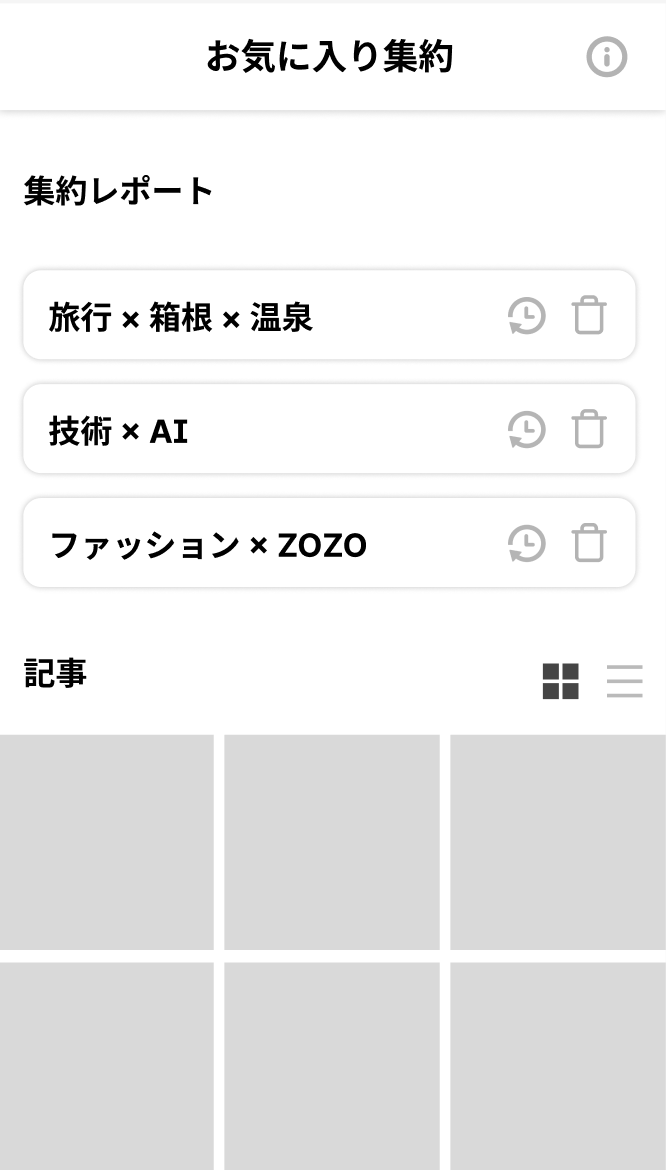 お気に入り集約
集約レポート
旅行 × 箱根 × 温泉
技術 × AI
ファッション × ZOZO
記事